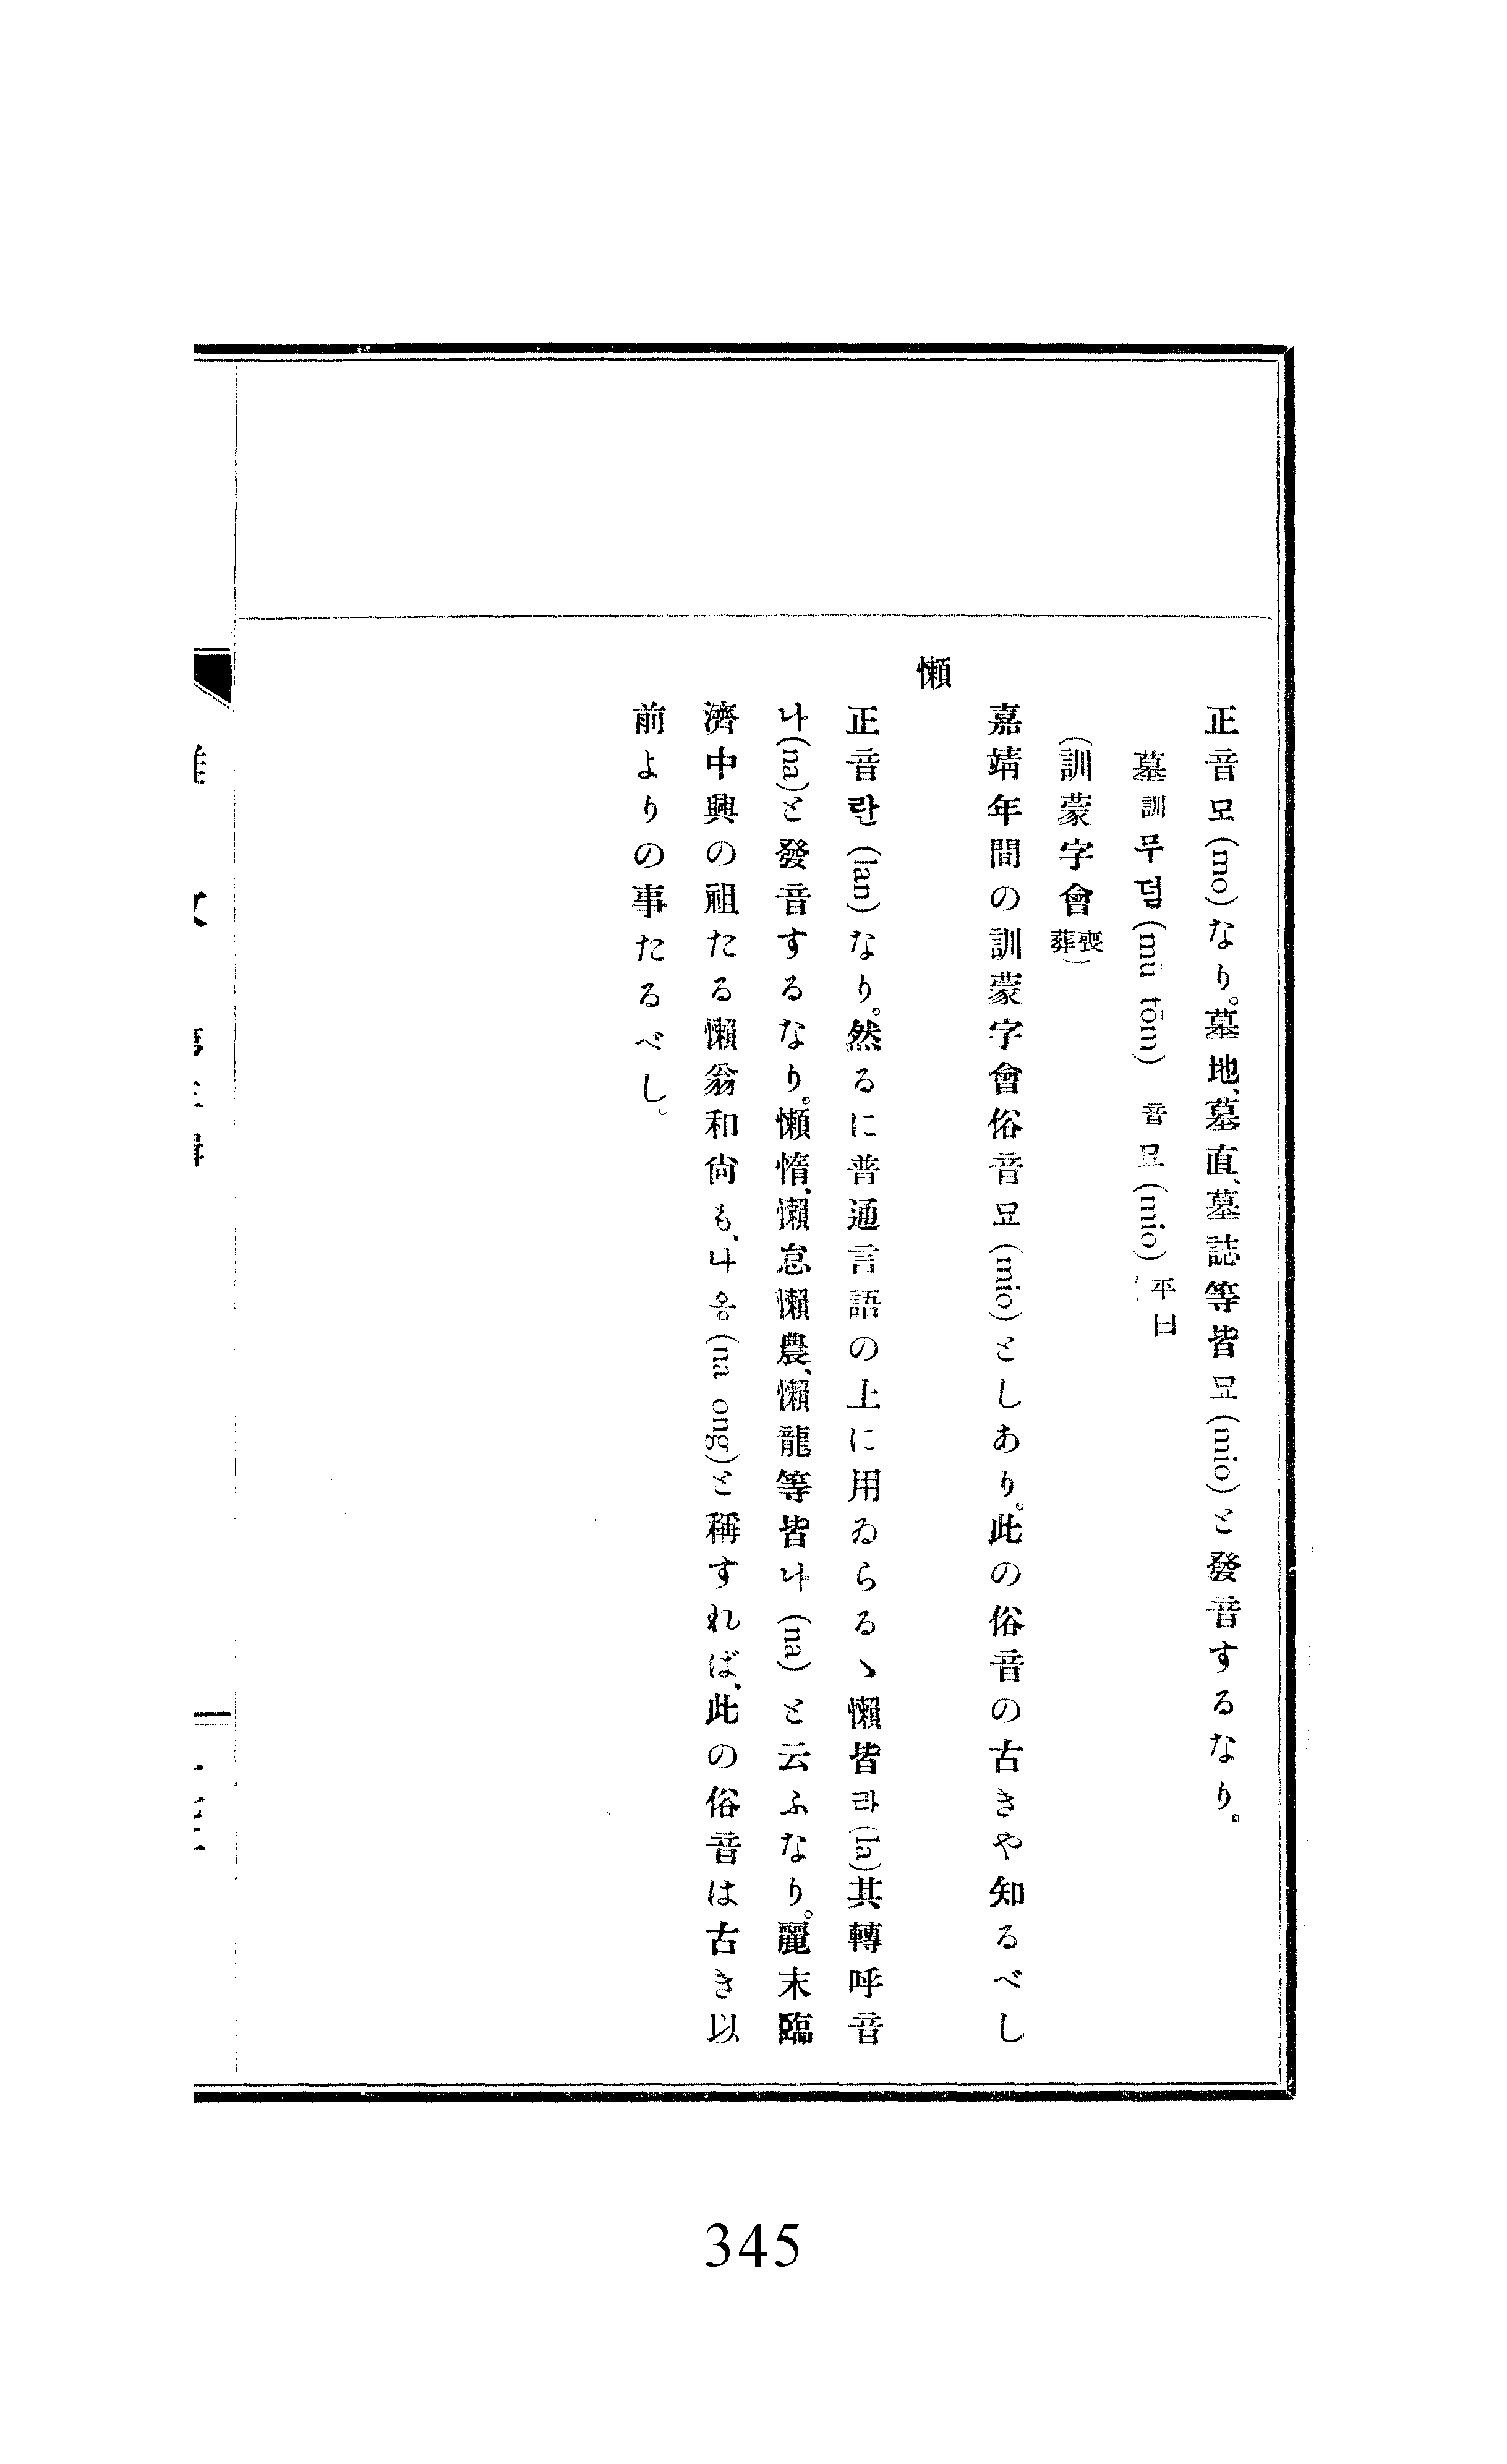 正音모(mo)なり。墓地、墓直、墓誌等皆묘(mio)と發音するなり。
墓訓무덤(mū tōm) 音묘(mio)平曰
(訓蒙字會喪葬)
嘉靖年間の訓蒙字會俗音묘(mio)としあり。此の俗音の古きや知るべし
懶
正音란(lan)なり。然るに普通言語の上に用ゐらるゝ懶皆라(la)其轉呼音
나(na)と發音するなり。懶惰、懶怠懶農、懶龍等皆나(na)と云ふなり。麗末臨
濟中興の祖たる懶翁和尙も、나옹(na ong)と稱すれば、此の俗音は古き以
前よりの事たるべし。
345